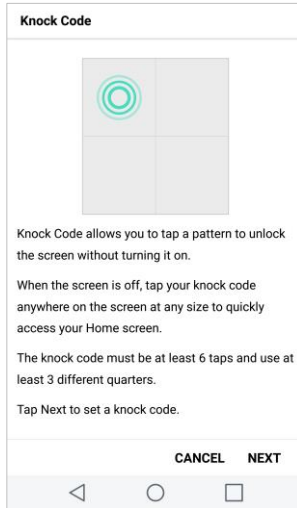 Knock Code
Knock Code allows you to tap a pattern to unlock
the screen without turning it on.
When the screen is off, tap your knock code
anywhere on the screen at any size to quickly
access your Home screen.
The knock code must be at least 6 taps and use at
least 3 different quarters.
Tap Next to set a knock code.
CANCEL NEXT